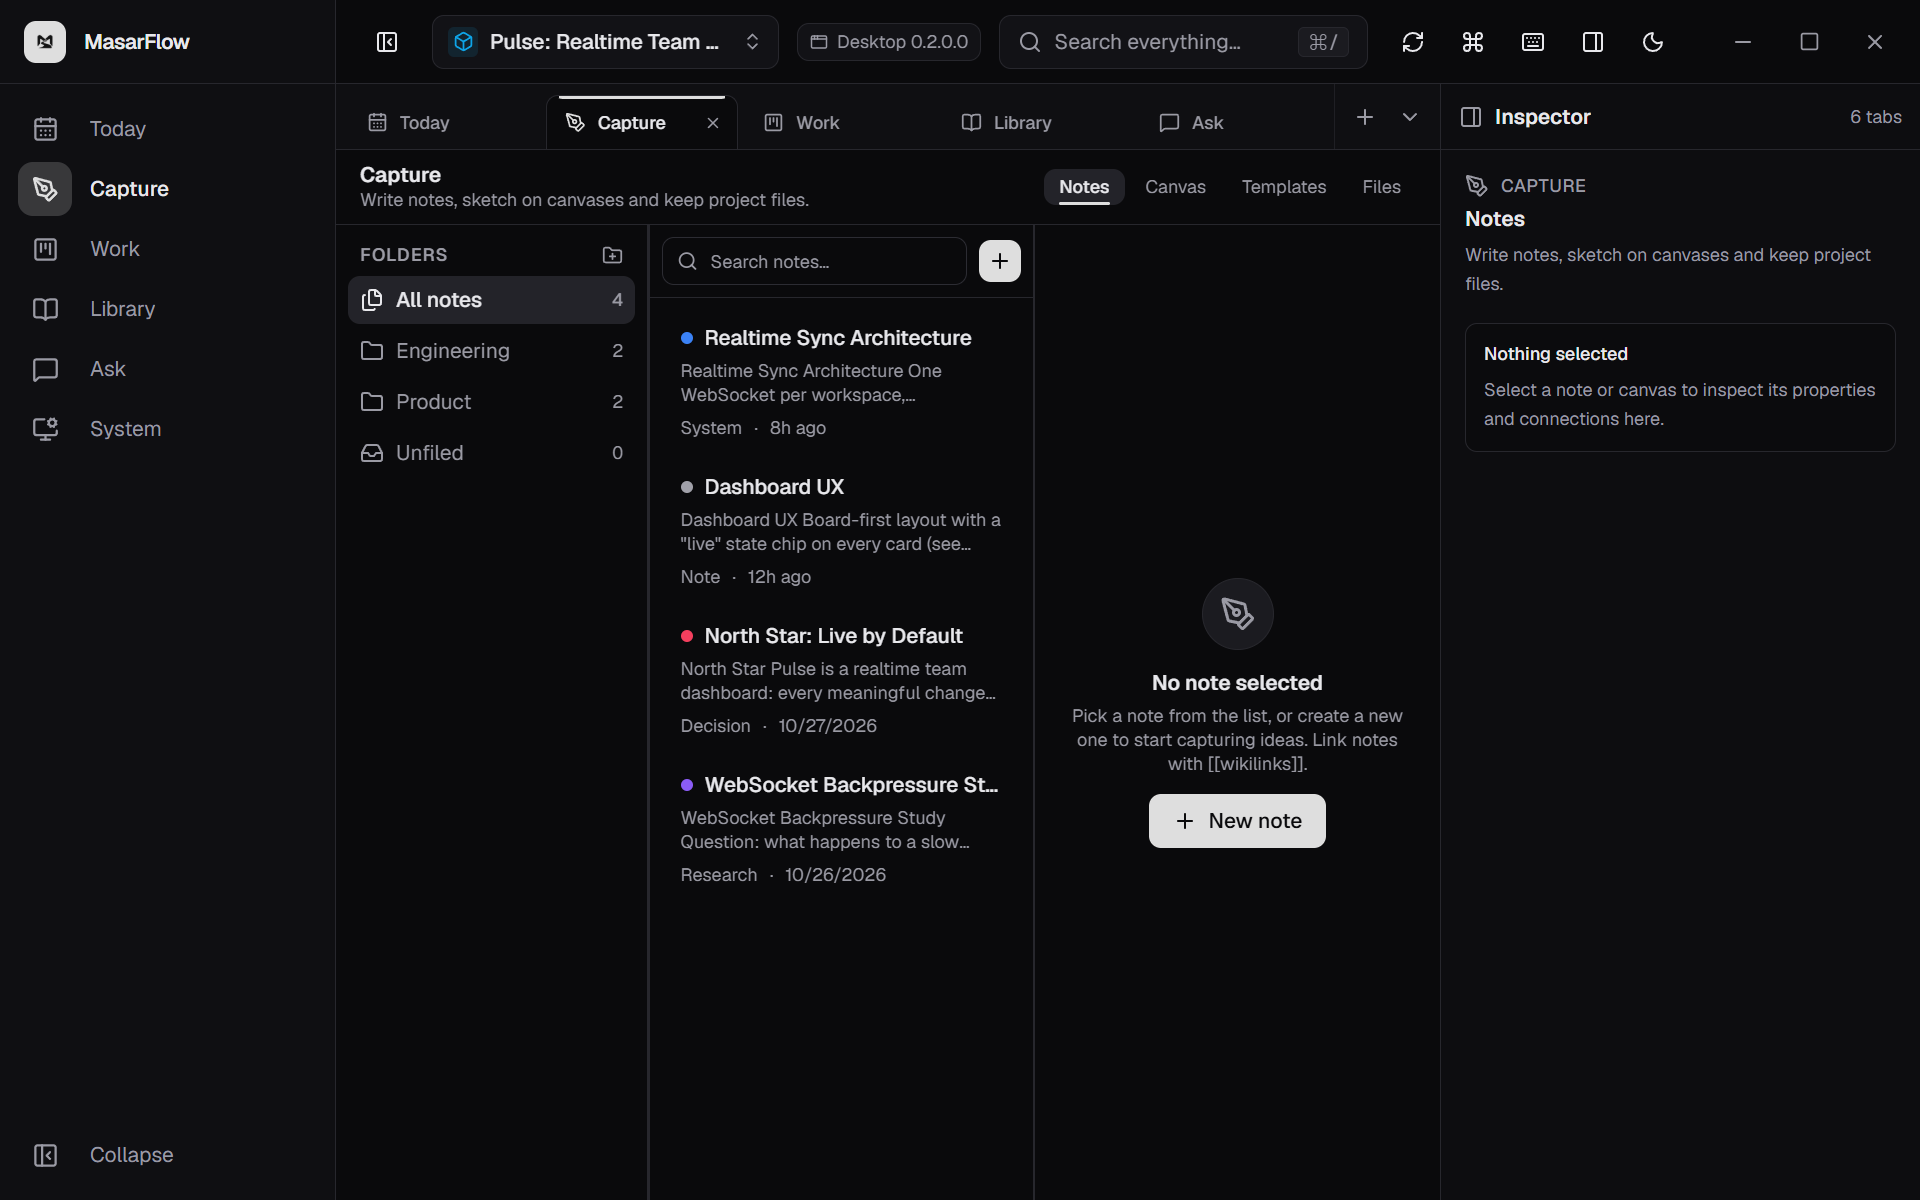 MasarFlow
Pulse: Realtime Team ...
Desktop 0.2.0.0
Search everything...
⌘/
Today
Capture
Work
Library
Ask
System
Collapse
Today
Capture
Work
Library
Ask
Capture
Write notes, sketch on canvases and keep project files.
Notes
Canvas
Templates
Files
FOLDERS
All notes 4
Engineering 2
Product 2
Unfiled 0
Search notes...
Realtime Sync Architecture
Realtime Sync Architecture One
WebSocket per workspace,...
System · 8h ago
Dashboard UX
Dashboard UX Board-first layout with a
"live" state chip on every card (see...
Note · 12h ago
North Star: Live by Default
North Star Pulse is a realtime team
dashboard: every meaningful change...
Decision · 10/27/2026
WebSocket Backpressure St...
WebSocket Backpressure Study
Question: what happens to a slow...
Research · 10/26/2026
No note selected
Pick a note from the list, or create a new
one to start capturing ideas. Link notes
with [[wikilinks]].
New note
Inspector
6 tabs
CAPTURE
Notes
Write notes, sketch on canvases and keep project
files.
Nothing selected
Select a note or canvas to inspect its properties
and connections here.